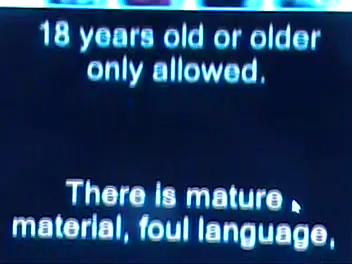 18 years old or older
only allowed.
There is mature
material, foul language,